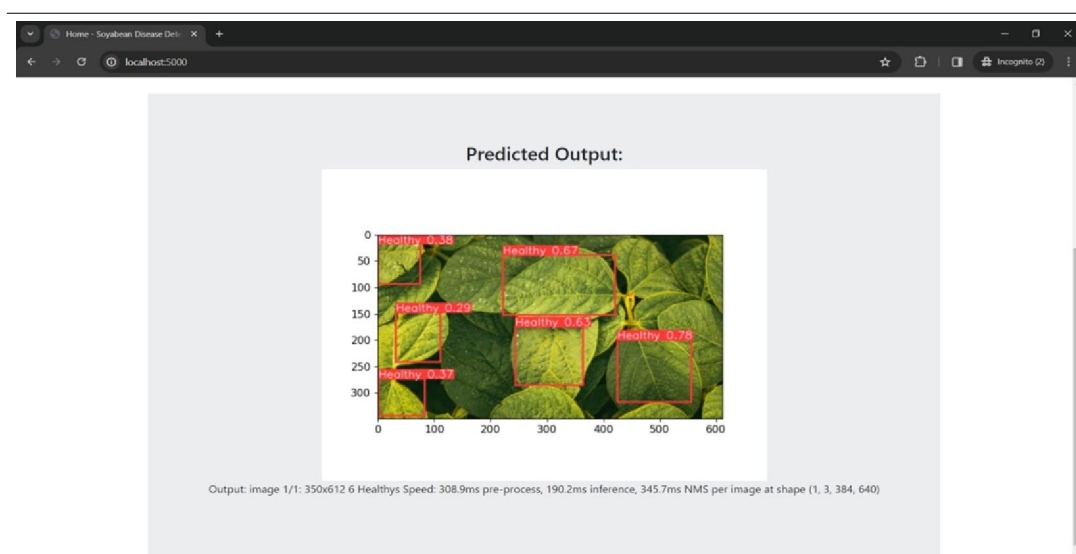 Home - Soyabean Disease Dete
localhost:5000
Incognito (2)
Predicted Output:
0
50
100
150
200
250
300
Healthy 0.38
Healthy 0.67
Healthy 0.29
Healthy 0.63
Healthy 0.78
Healthy 0.37
0 100 200 300 400 500 600
Output: image 1/1: 350x612 6 Healthys Speed: 308.9ms pre-process, 190.2ms inference, 345.7ms NMS per image at shape (1, 3, 384, 640)